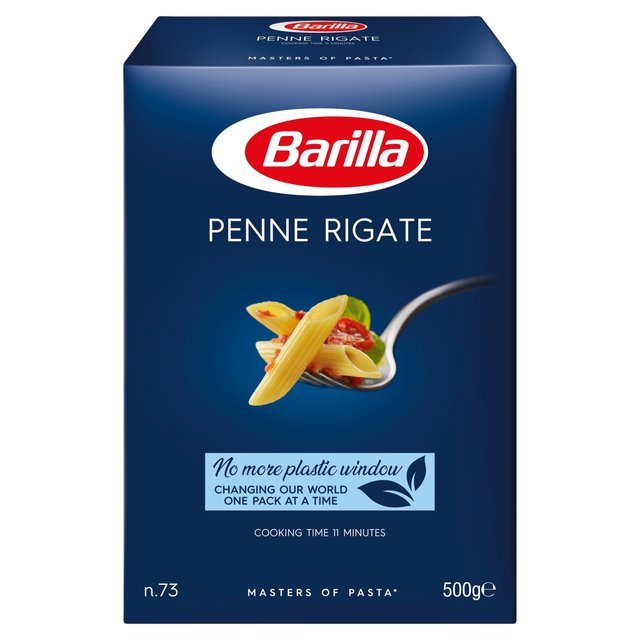 Barilla
PENNE RIGATE
COOKING TIME 11 MINUTES
MASTERS OF PASTA*
Barilla
PENNE RIGATE
No more plastic window
CHANGING OUR WORLD
ONE PACK AT A TIME
COOKING TIME 11 MINUTES
n.73
MASTERS OF PASTA*
500g℮